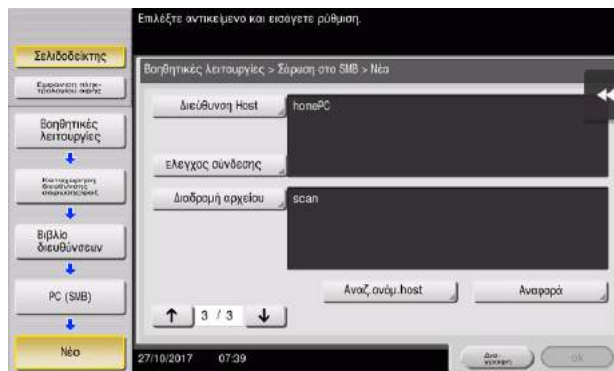 Επιλέξτε αντικείμενο και εισάγετε ρύθμιση.
Σελιδοδείκτης
Βοηθητικές λειτουργίες > Σάρωση στο SMB > Νέα
Βοηθητικές
λειτουργίες
Διεύθυνση Host
homePC
Ελεγχος σύνδεσης
Διαδρομή αρχείου
scan
Βιβλίο
διευθύνσεων
PC (SMB)
Αναζ.ονόμ.host
Αναφορά
3 / 3
Νέο
27/10/2017 07:39
ok